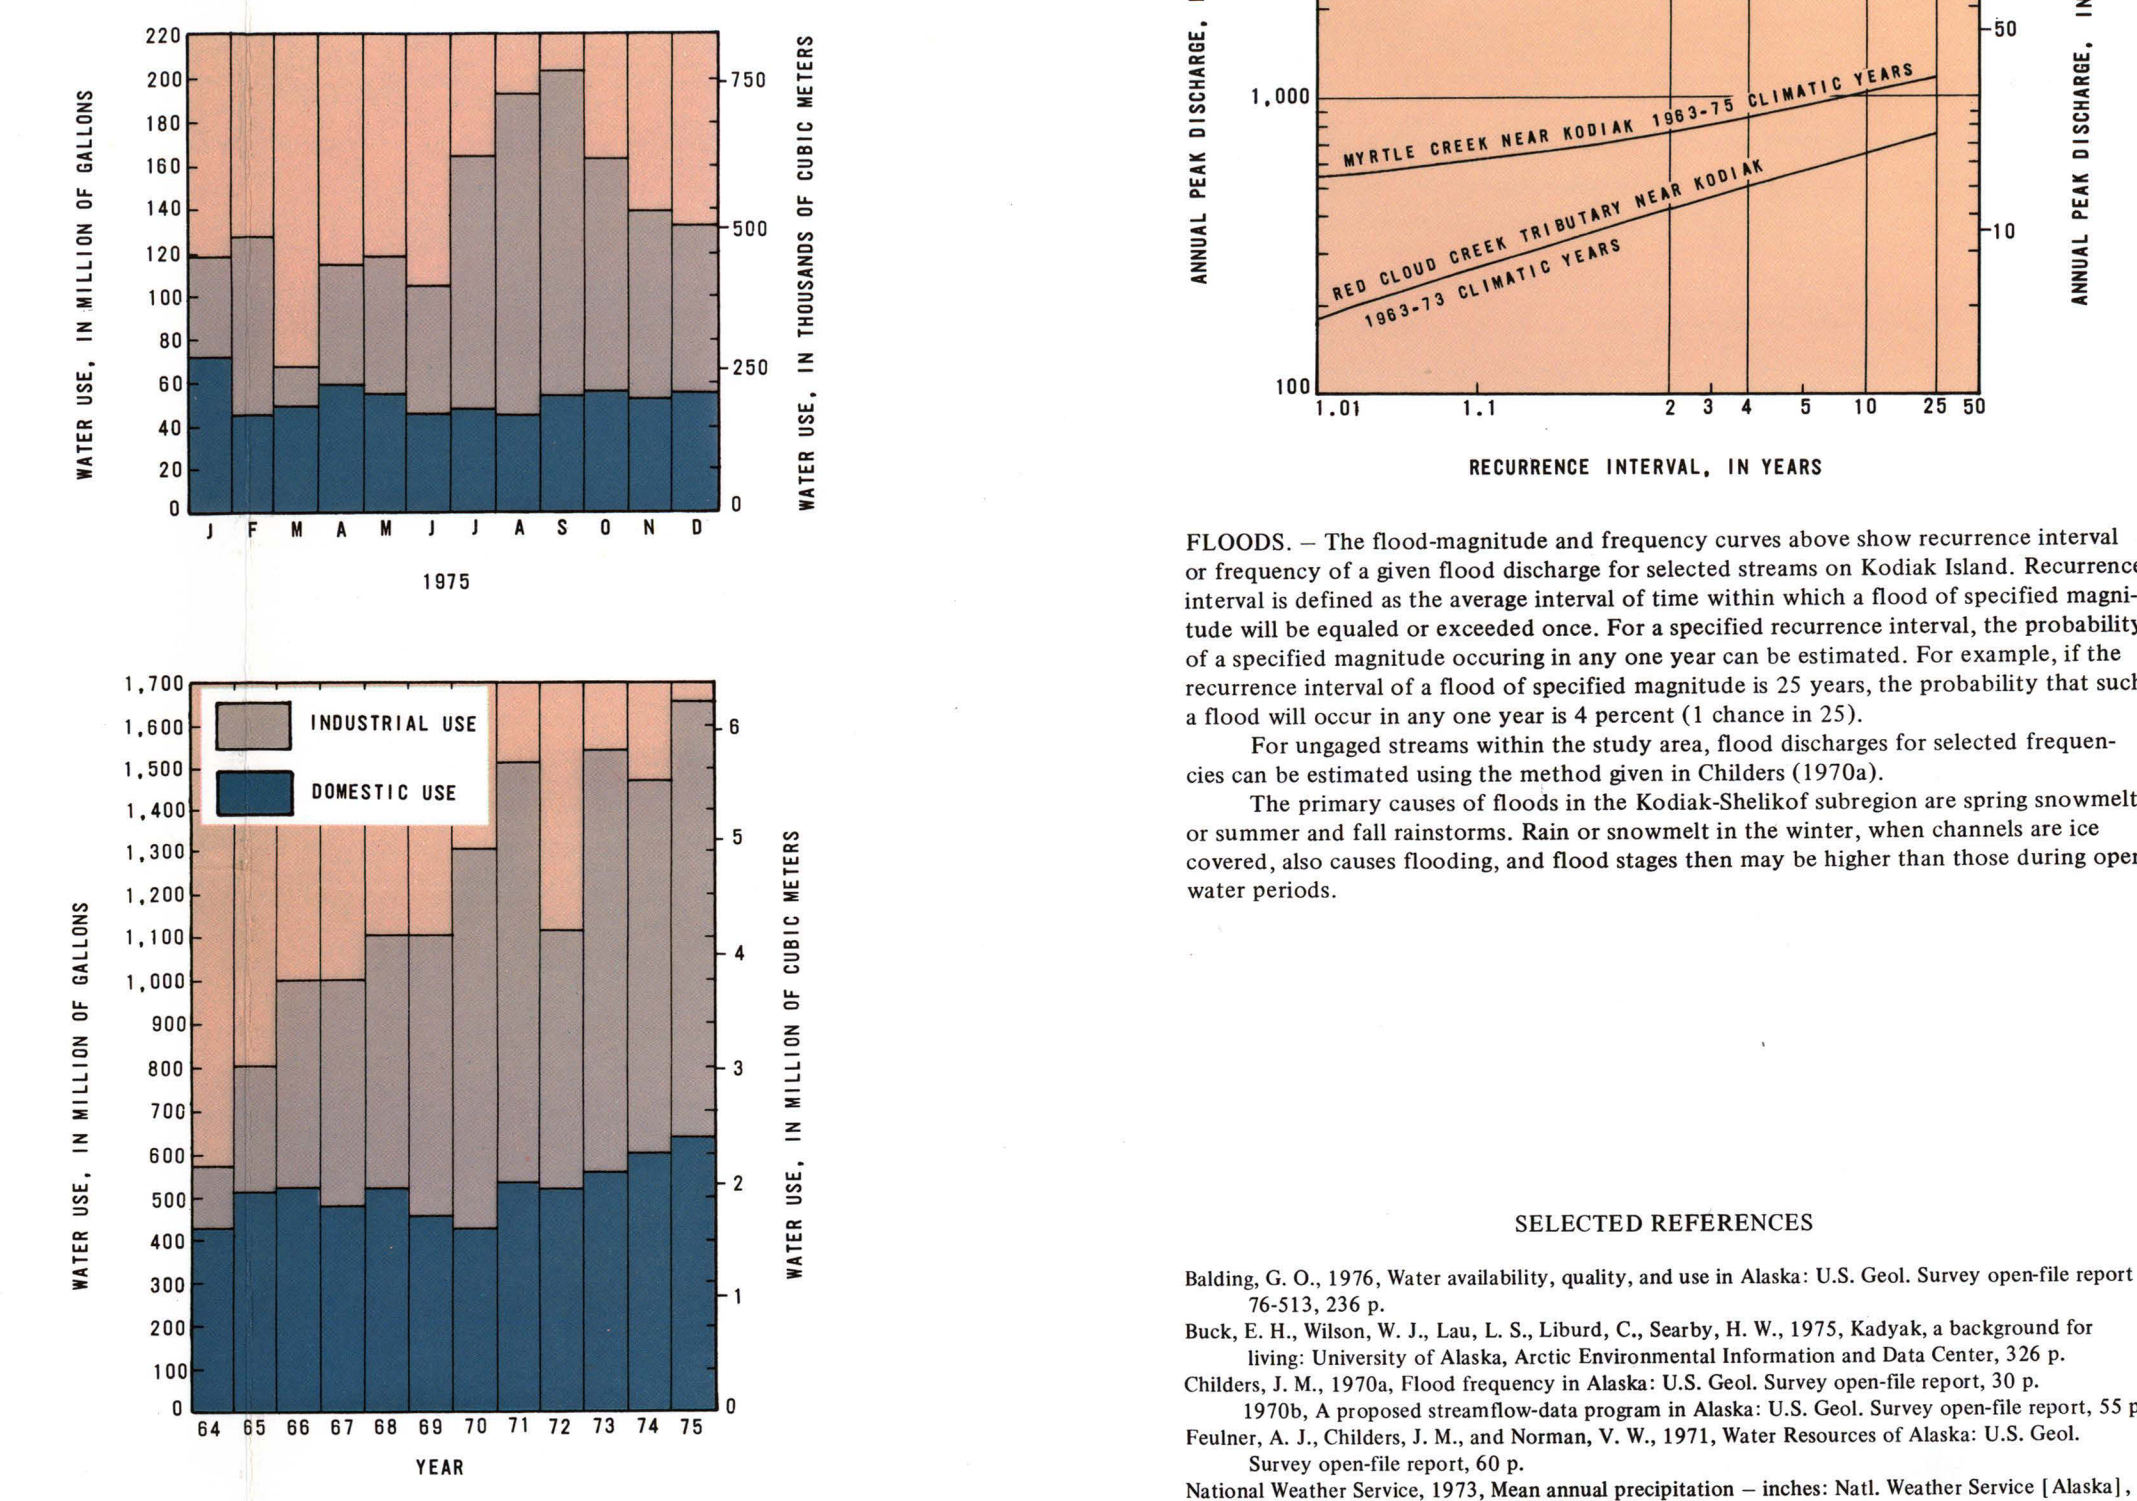 WATER USE, IN MILLION OF GALLONS
220
200
180
160
140
120
100
80
60
40
20
0
750
500
250
0
WATER USE, IN THOUSANDS OF CUBIC METERS
J F M A M J J A S O N D
1975
WATER USE, IN MILLION OF GALLONS
1,700
1,600
1,500
1,400
1,300
1,200
1,100
1,000
900
800
700
600
500
400
300
200
100
0
INDUSTRIAL USE
DOMESTIC USE
6
5
4
3
2
1
0
WATER USE, IN MILLION OF CUBIC METERS
64 65 66 67 68 69 70 71 72 73 74 75
YEAR
ANNUAL PEAK DISCHARGE,
1,000
100
MYRTLE CREEK NEAR KODIAK 1963-75 CLIMATIC YEARS
RED CLOUD CREEK TRIBUTARY NEAR KODIAK
1963-73 CLIMATIC YEARS
50
10
ANNUAL PEAK DISCHARGE, IN
1.01 1.1 2 3 4 5 10 25 50
RECURRENCE INTERVAL, IN YEARS
FLOODS. — The flood-magnitude and frequency curves above show recurrence interval
or frequency of a given flood discharge for selected streams on Kodiak Island. Recurrence
interval is defined as the average interval of time within which a flood of specified magni-
tude will be equaled or exceeded once. For a specified recurrence interval, the probability
of a specified magnitude occuring in any one year can be estimated. For example, if the
recurrence interval of a flood of specified magnitude is 25 years, the probability that such
a flood will occur in any one year is 4 percent (1 chance in 25).
For ungaged streams within the study area, flood discharges for selected frequen-
cies can be estimated using the method given in Childers (1970a).
The primary causes of floods in the Kodiak-Shelikof subregion are spring snowmelt
or summer and fall rainstorms. Rain or snowmelt in the winter, when channels are ice
covered, also causes flooding, and flood stages then may be higher than those during open
water periods.
SELECTED REFERENCES
Balding, G. O., 1976, Water availability, quality, and use in Alaska: U.S. Geol. Survey open-file report
76-513, 236 p.
Buck, E. H., Wilson, W. J., Lau, L. S., Liburd, C., Searby, H. W., 1975, Kadyak, a background for
living: University of Alaska, Arctic Environmental Information and Data Center, 326 p.
Childers, J. M., 1970a, Flood frequency in Alaska: U.S. Geol. Survey open-file report, 30 p.
1970b, A proposed streamflow-data program in Alaska: U.S. Geol. Survey open-file report, 55 p
Feulner, A. J., Childers, J. M., and Norman, V. W., 1971, Water Resources of Alaska: U.S. Geol.
Survey open-file report, 60 p.
National Weather Service, 1973, Mean annual precipitation — inches: Natl. Weather Service [Alaska],